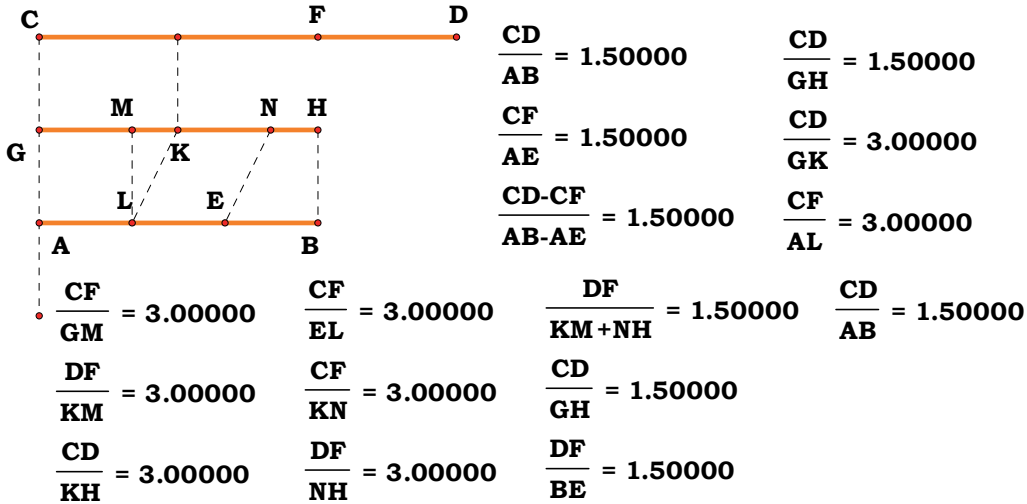 C F D
M N H
G K
L E
A B
CD/AB = 1.50000
CD/GH = 1.50000
CF/AE = 1.50000
CD/GK = 3.00000
CD-CF/AB-AE = 1.50000
CF/AL = 3.00000
CF/GM = 3.00000
CF/EL = 3.00000
DF/KM+NH = 1.50000
CD/AB = 1.50000
DF/KM = 3.00000
CF/KN = 3.00000
CD/GH = 1.50000
CD/KH = 3.00000
DF/NH = 3.00000
DF/BE = 1.50000